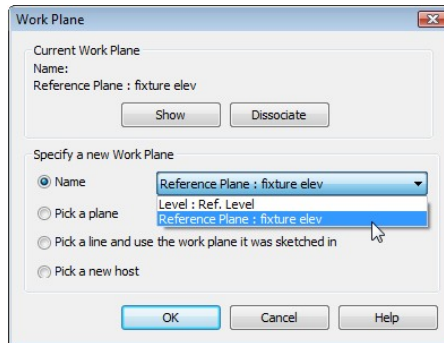 Work Plane
Current Work Plane
Name:
Reference Plane : fixture elev
Show Dissociate
Specify a new Work Plane
Name Reference Plane : fixture elev
Level : Ref. Level
Pick a plane Reference Plane : fixture elev
Pick a line and use the work plane it was sketched in
Pick a new host
OK Cancel Help